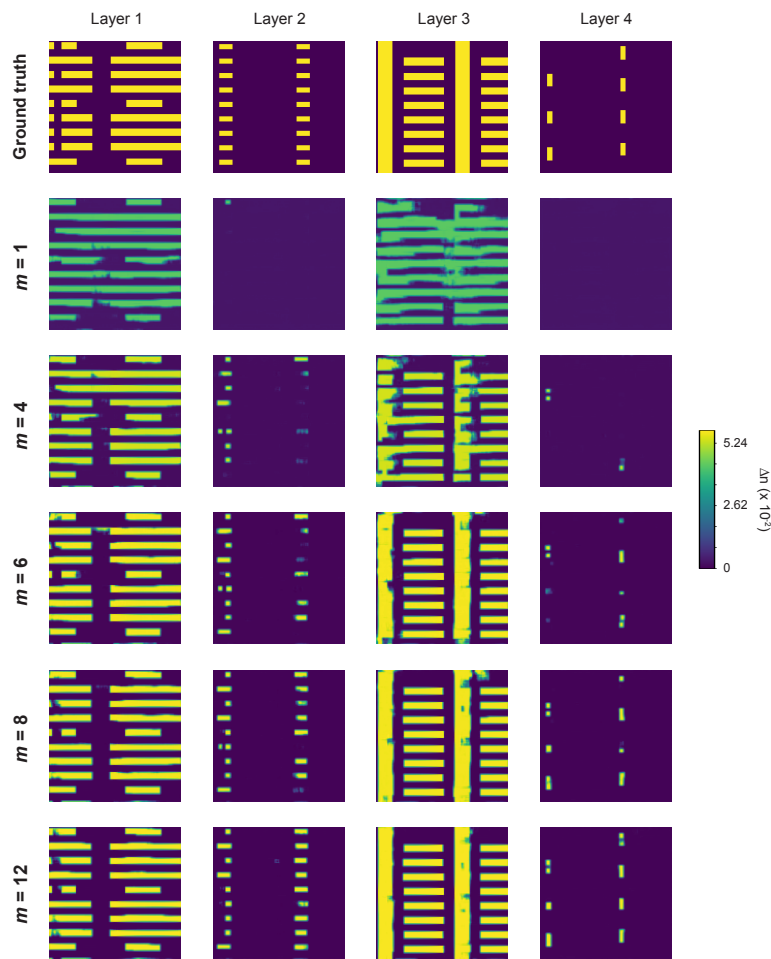 Layer 1
Layer 2
Layer 3
Layer 4
Ground truth
m = 1
m = 4
m = 6
m = 8
m = 12
5.24
2.62
0
Δn (x 10⁻²)